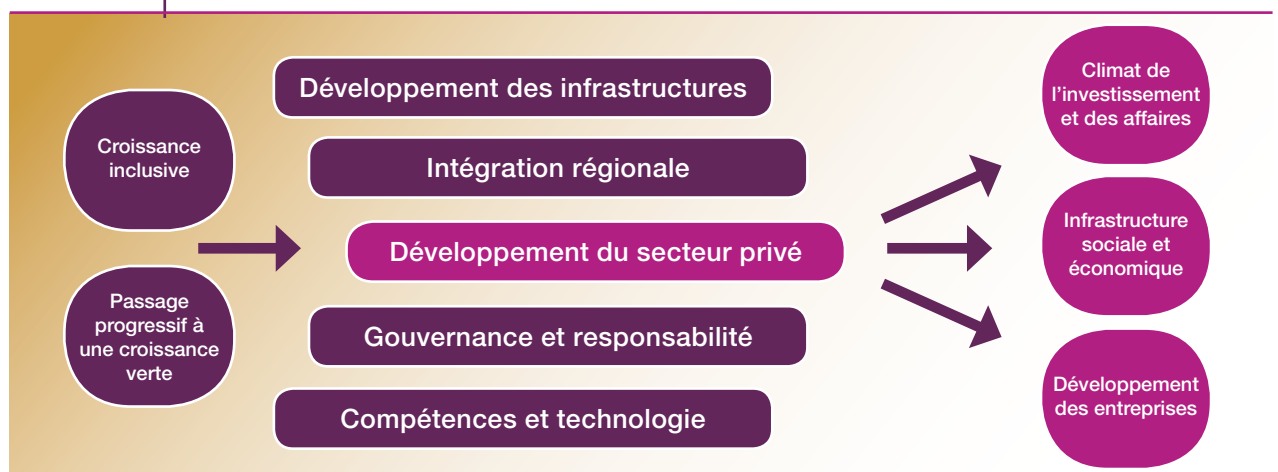 Croissance
inclusive
Passage
progressif à
une croissance
verte
Développement des infrastructures
Intégration régionale
Développement du secteur privé
Gouvernance et responsabilité
Compétences et technologie
Climat de
l’investissement
et des affaires
Infrastructure
sociale et
économique
Développement
des entreprises